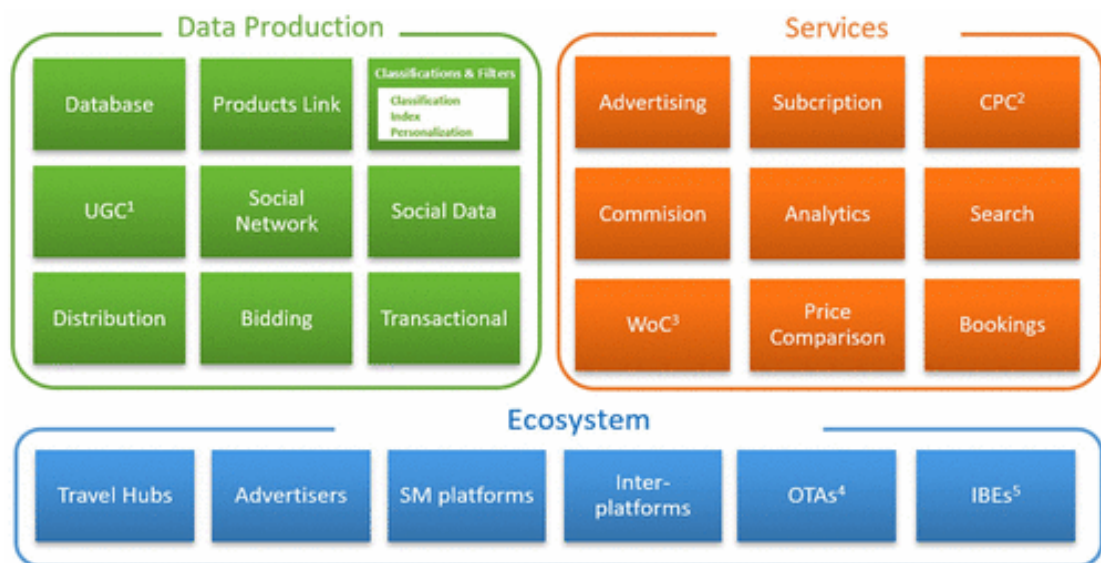 Data Production
Database
Products Link
Classifications & Filters
Classification
Index
Personalization
UGC¹
Social
Network
Social Data
Distribution
Bidding
Transactional
Services
Advertising
Subcription
CPC²
Commision
Analytics
Search
WoC³
Price
Comparison
Bookings
Ecosystem
Travel Hubs
Advertisers
SM platforms
Inter-
platforms
OTAs⁴
IBEs⁵